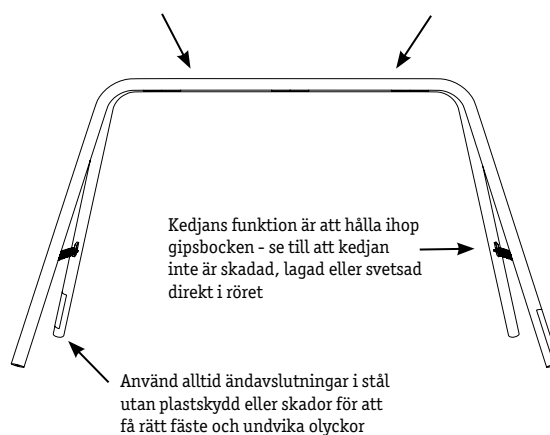 Kedjans funktion är att hålla ihop
gipsbocken - se till att kedjan
inte är skadad, lagad eller svetsad
direkt i röret
Använd alltid ändavslutningar i stål
utan plastskydd eller skador för att
få rätt fäste och undvika olyckor